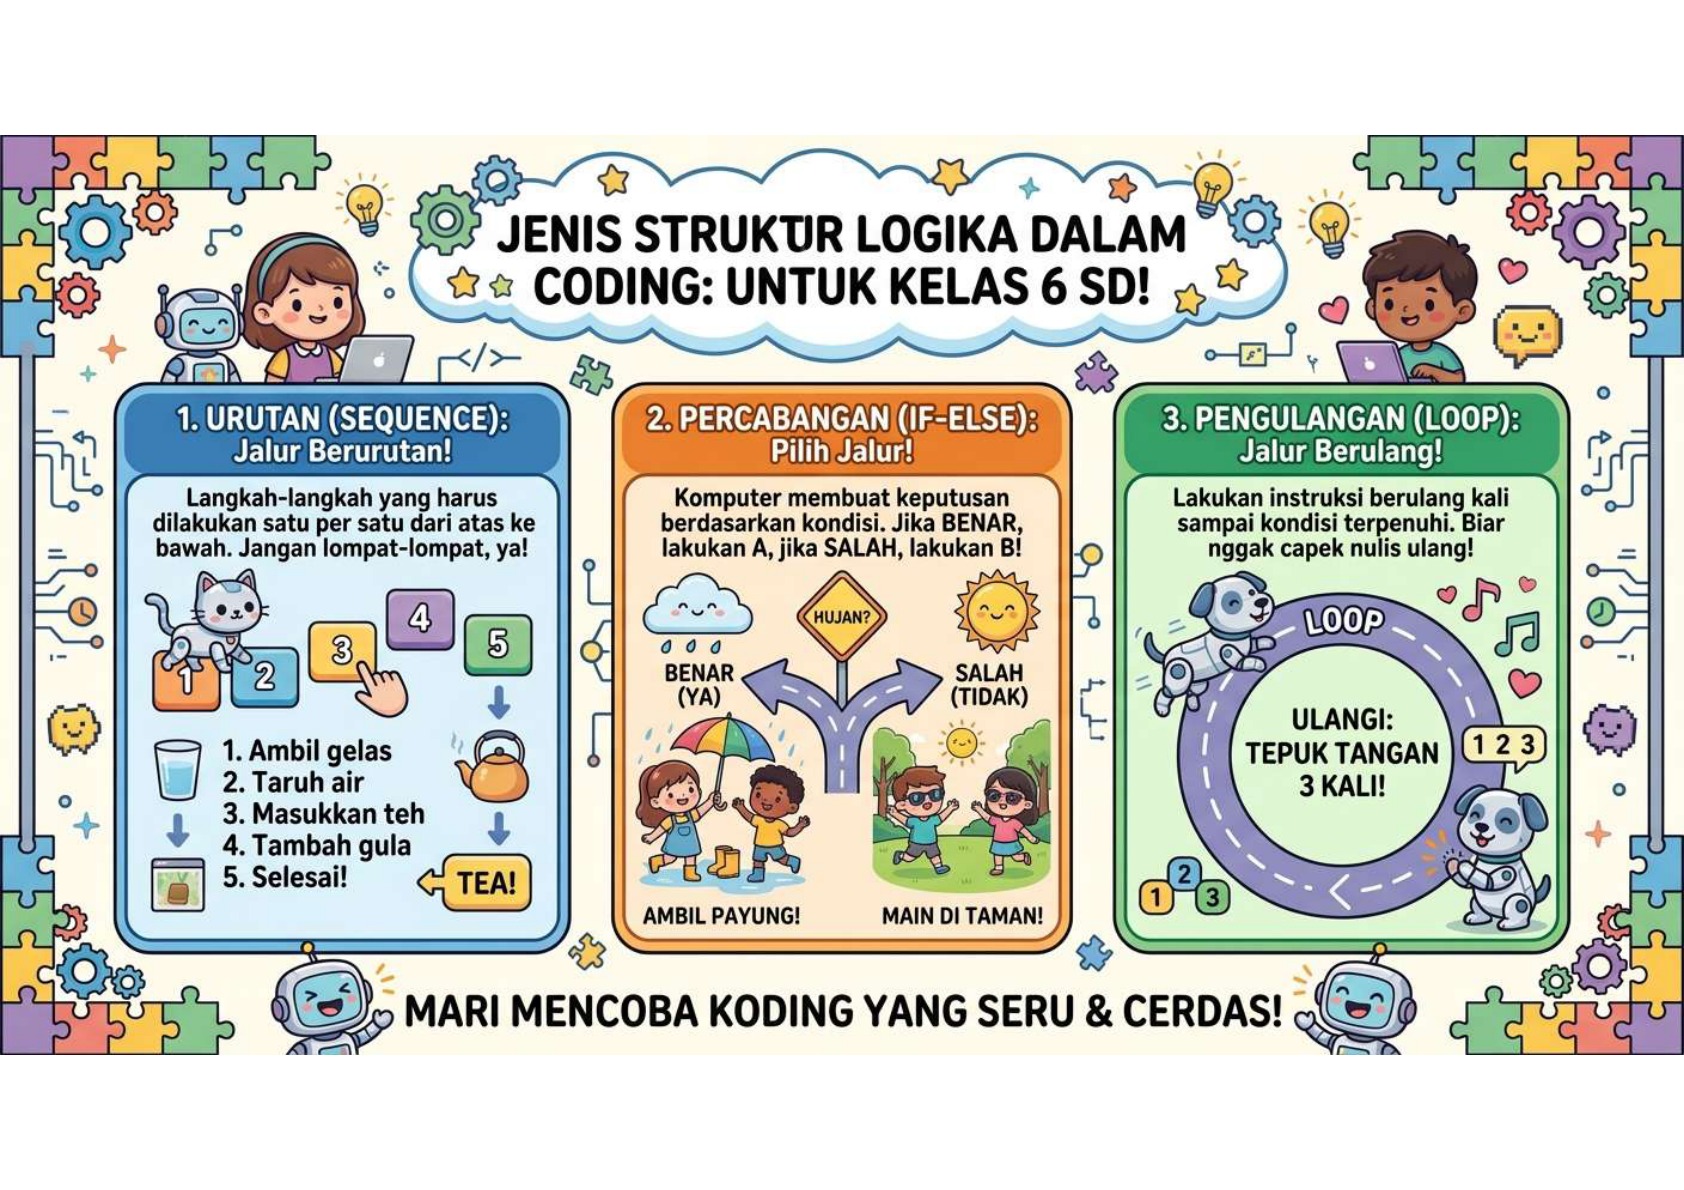 JENIS STRUKTUR LOGIKA DALAM
CODING: UNTUK KELAS 6 SD!
</>
1. URUTAN (SEQUENCE):
Jalur Berurutan!
Langkah-langkah yang harus
dilakukan satu per satu dari atas ke
bawah. Jangan lompat-lompat, ya!
1
2
3
4
5
1. Ambil gelas
2. Taruh air
3. Masukkan teh
4. Tambah gula
5. Selesai!
TEA!
2. PERCABANGAN (IF-ELSE):
Pilih Jalur!
Komputer membuat keputusan
berdasarkan kondisi. Jika BENAR,
lakukan A, jika SALAH, lakukan B!
HUJAN?
BENAR
(YA)
SALAH
(TIDAK)
AMBIL PAYUNG!
MAIN DI TAMAN!
3. PENGULANGAN (LOOP):
Jalur Berulang!
Lakukan instruksi berulang kali
sampai kondisi terpenuhi. Biar
nggak capek nulis ulang!
LOOP
ULANGI:
TEPUK TANGAN
3 KALI!
1 2 3
1 2 3
MARI MENCOBA KODING YANG SERU & CERDAS!